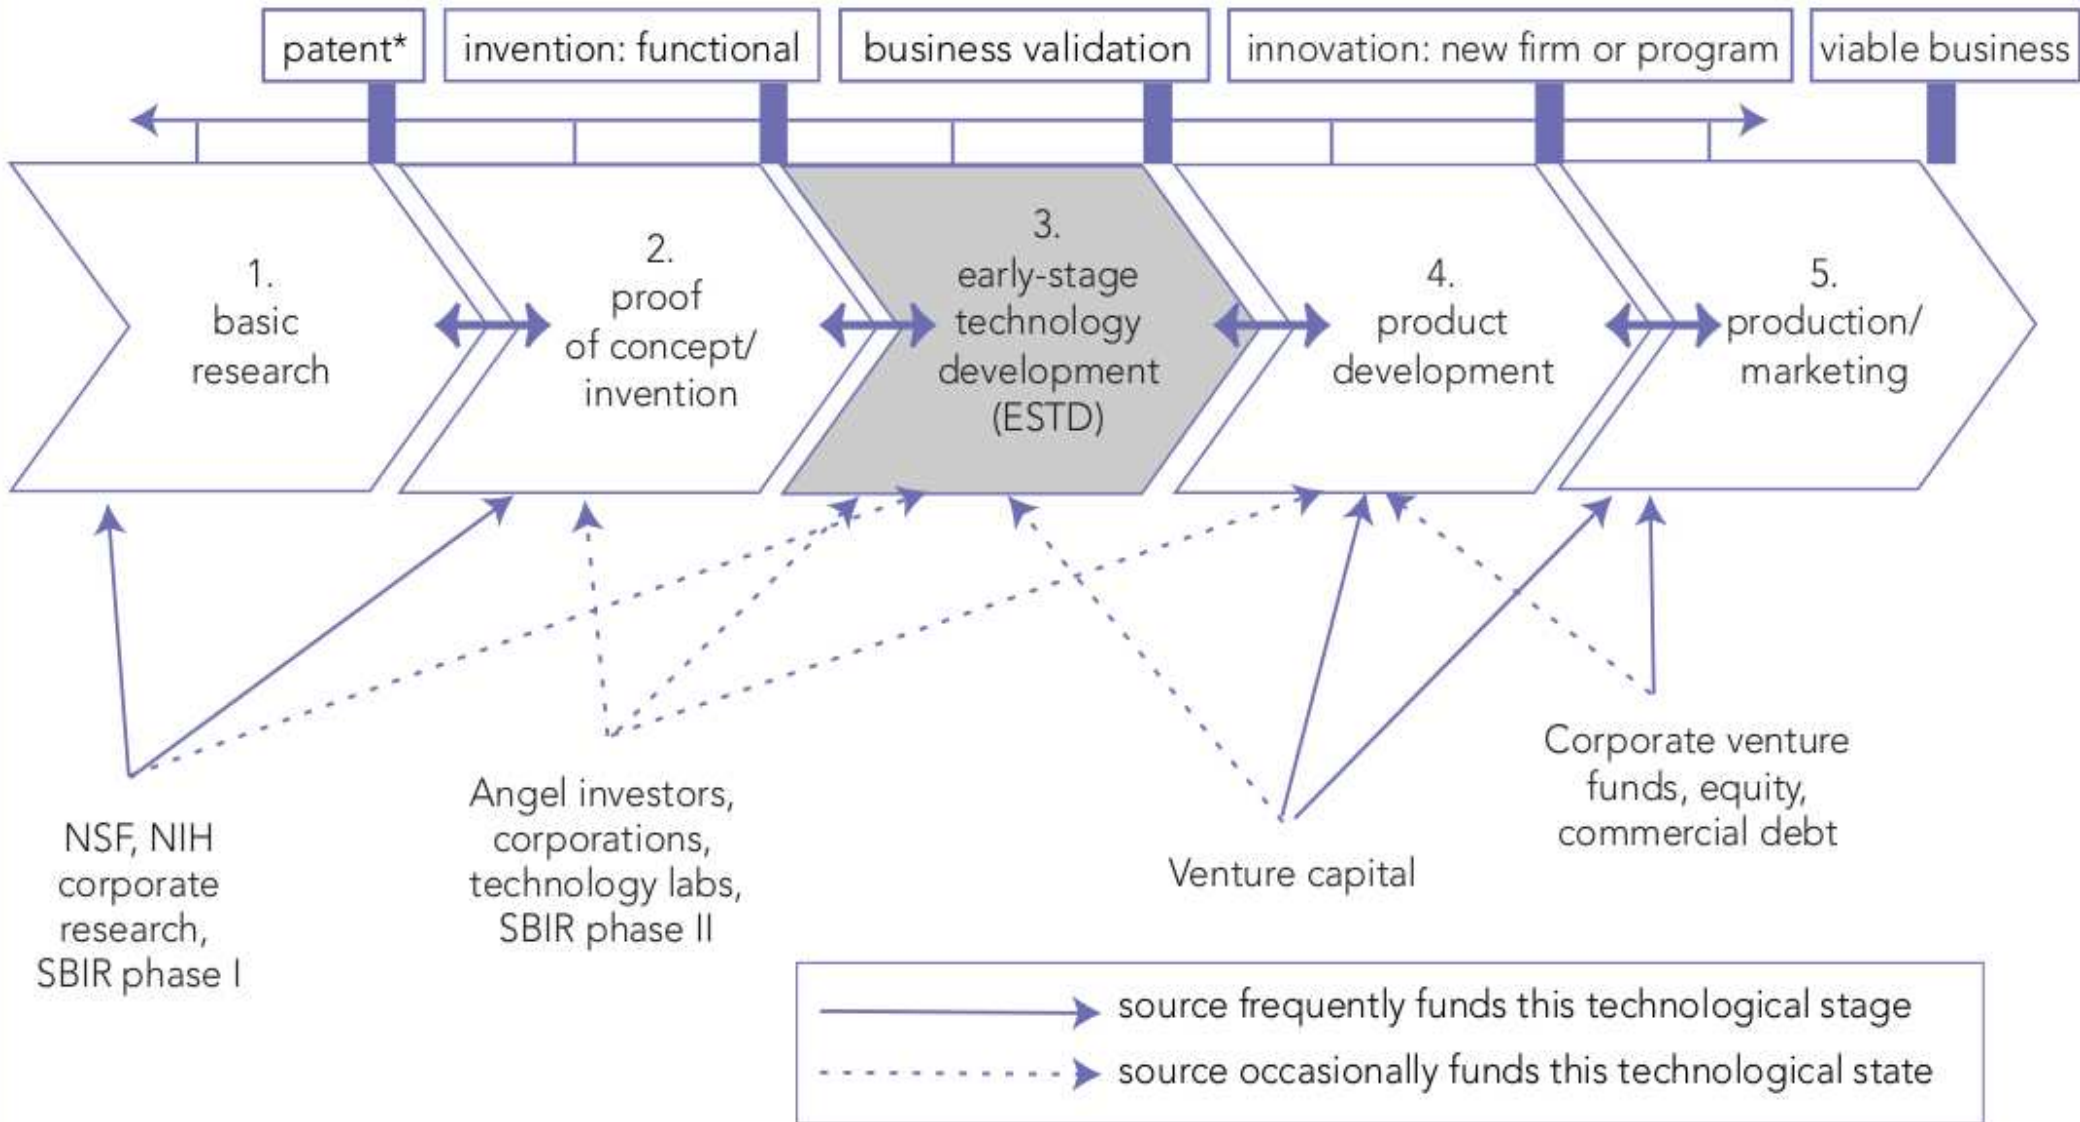 patent*
invention: functional
business validation
innovation: new firm or program
viable business
1.
basic
research
2.
proof
of concept/
invention
3.
early-stage
technology
development
(ESTD)
4.
product
development
5.
production/
marketing
NSF, NIH
corporate
research,
SBIR phase I
Angel investors,
corporations,
technology labs,
SBIR phase II
Venture capital
Corporate venture
funds, equity,
commercial debt
source frequently funds this technological stage
source occasionally funds this technological state